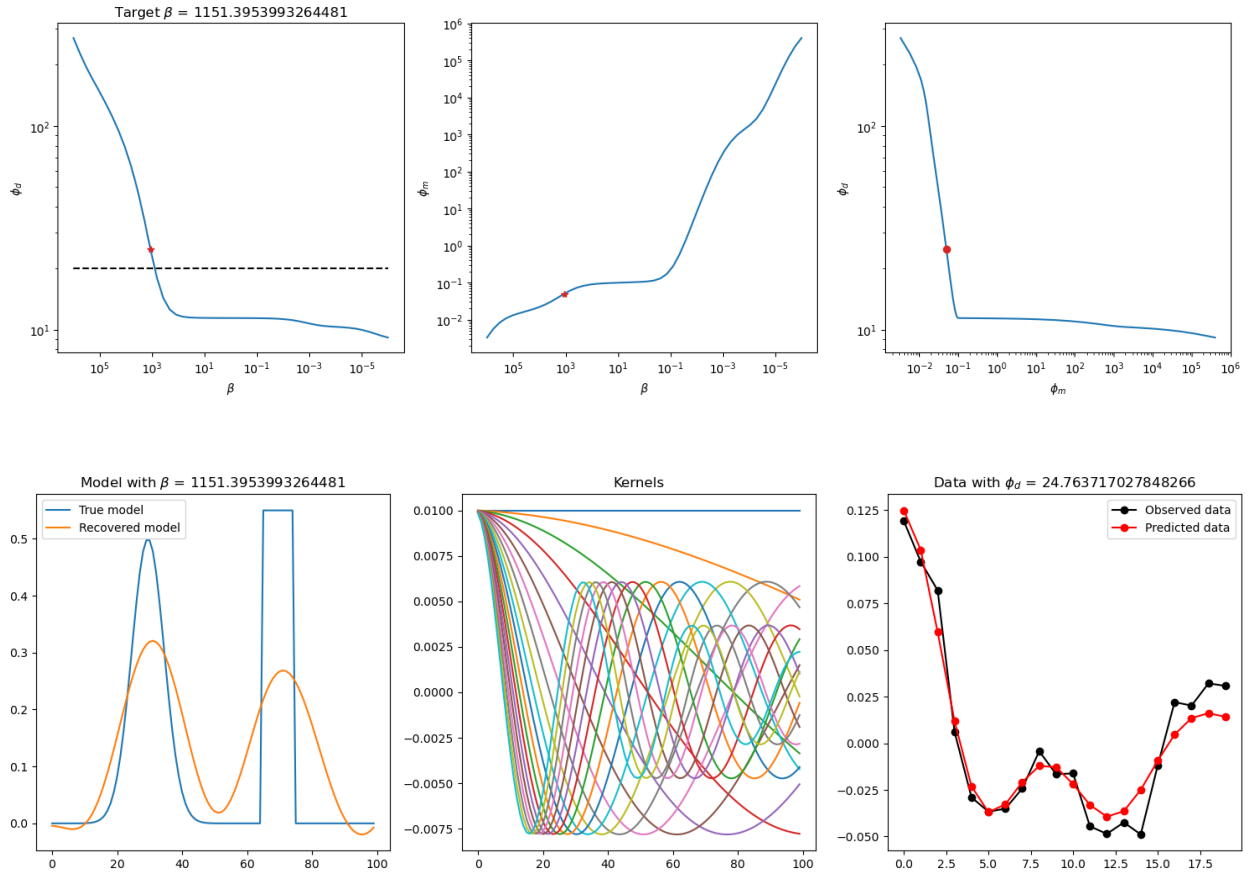 Target β = 1151.3953993264481
ϕd
10²
10¹
10⁵ 10³ 10¹ 10⁻¹ 10⁻³ 10⁻⁵
β
ϕm
10⁶
10⁵
10⁴
10³
10²
10¹
10⁰
10⁻¹
10⁻²
10⁵ 10³ 10¹ 10⁻¹ 10⁻³ 10⁻⁵
β
ϕd
10²
10¹
10⁻² 10⁻¹ 10⁰ 10¹ 10² 10³ 10⁴ 10⁵ 10⁶
ϕm
Model with β = 1151.3953993264481
True model
Recovered model
0.5
0.4
0.3
0.2
0.1
0.0
0 20 40 60 80 100
Kernels
0.0100
0.0075
0.0050
0.0025
0.0000
−0.0025
−0.0050
−0.0075
0 20 40 60 80 100
Data with ϕd = 24.763717027848266
Observed data
Predicted data
0.125
0.100
0.075
0.050
0.025
0.000
−0.025
−0.050
0.0 2.5 5.0 7.5 10.0 12.5 15.0 17.5